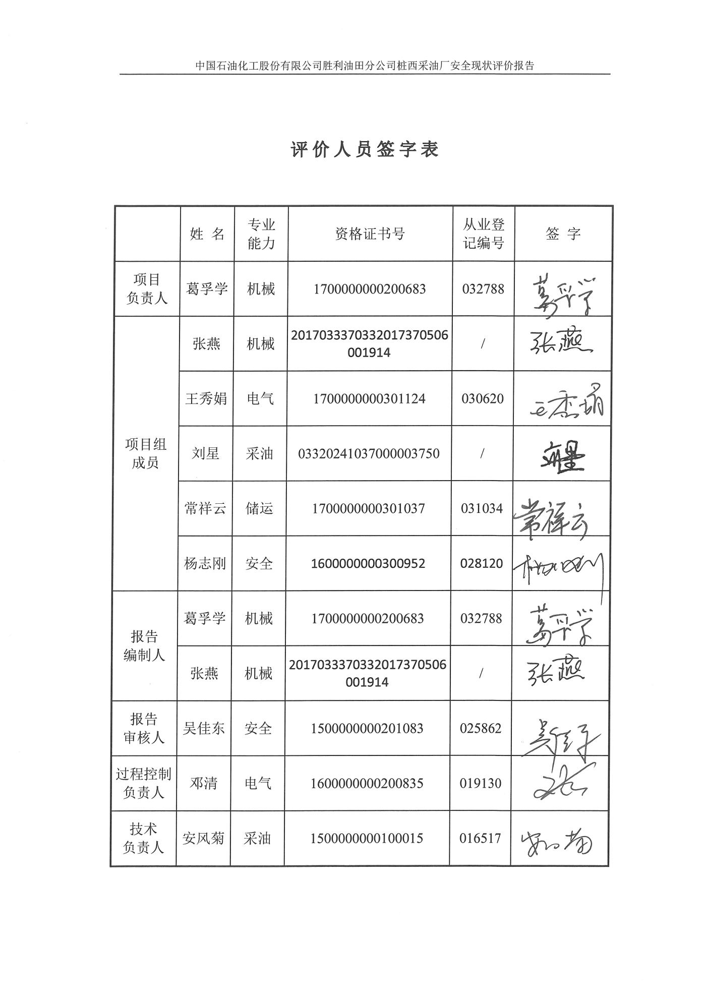 中国石油化工股份有限公司胜利油田分公司桩西采油厂安全现状评价报告
评价人员签字表
姓 名
专业
能力
资格证书号
从业登
记编号
签 字
项目
负责人
葛孚学
机械
1700000000200683
032788
葛孚学
项目组
成员
张燕
机械
2017033370332017370506
001914
/
张燕
王秀娟
电气
1700000000301124
030620
王秀娟
刘星
采油
03320241037000003750
/
刘星
常祥云
储运
1700000000301037
031034
常祥云
杨志刚
安全
1600000000300952
028120
杨志刚
报告
编制人
葛孚学
机械
1700000000200683
032788
葛孚学
张燕
机械
2017033370332017370506
001914
/
张燕
报告
审核人
吴佳东
安全
1500000000201083
025862
吴佳东
过程控制
负责人
邓清
电气
1600000000200835
019130
邓清
技术
负责人
安风菊
采油
1500000000100015
016517
安风菊